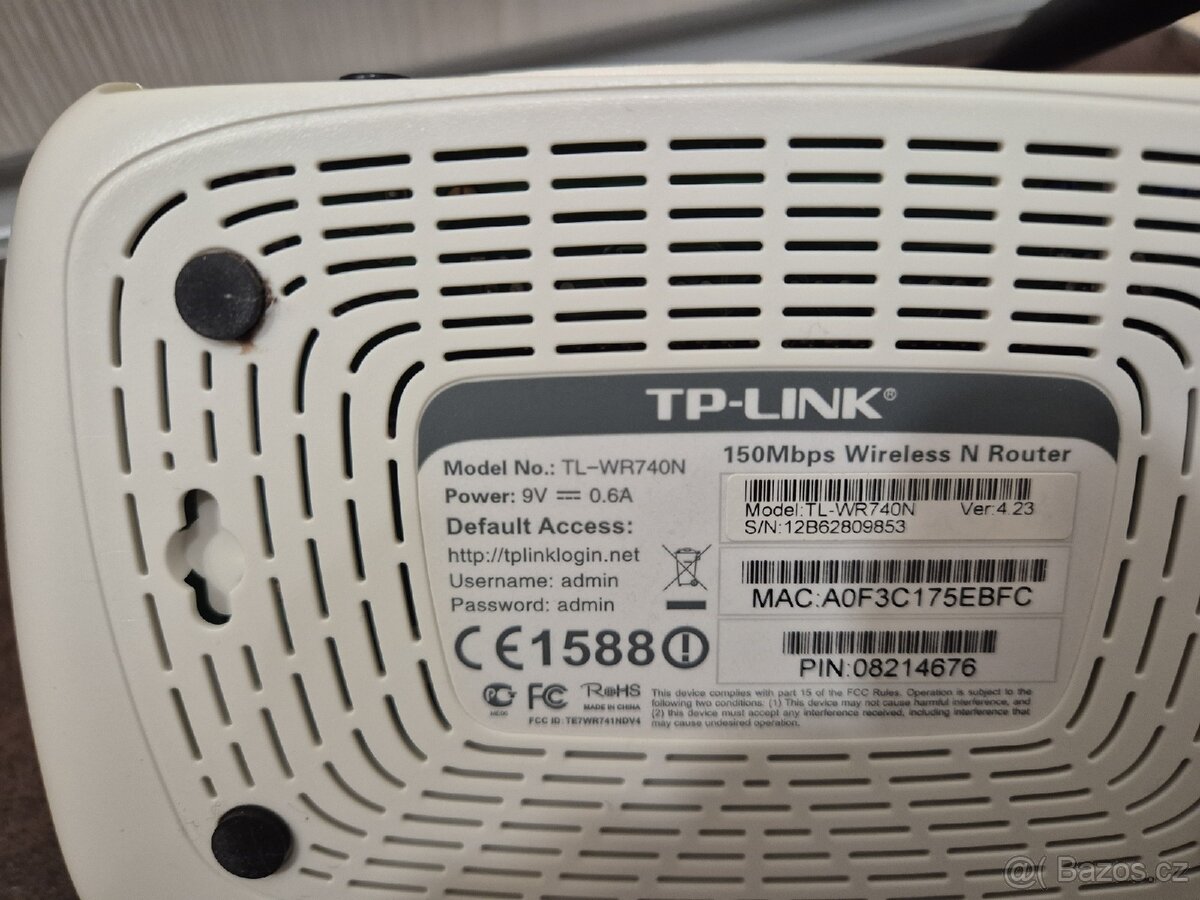 TP-LINK®
150Mbps Wireless N Router
Model No.: TL-WR740N
Power: 9V ⎓ 0.6A
Default Access:
http://tplinklogin.net
Username: admin
Password: admin
CE1588
FCC
RoHS
MADE IN CHINA
FCC ID: TE7WR741NDV4
Model:TL-WR740N Ver:4.23
S/N:12B62809853
MAC:A0F3C175EBFC
PIN:08214676
This device complies with part 15 of the FCC Rules. Operation is subject to the
following two conditions: (1) This device may not cause harmful interference, and
(2) this device must accept any interference received, including interference that
may cause undesired operation.
Bazos.cz